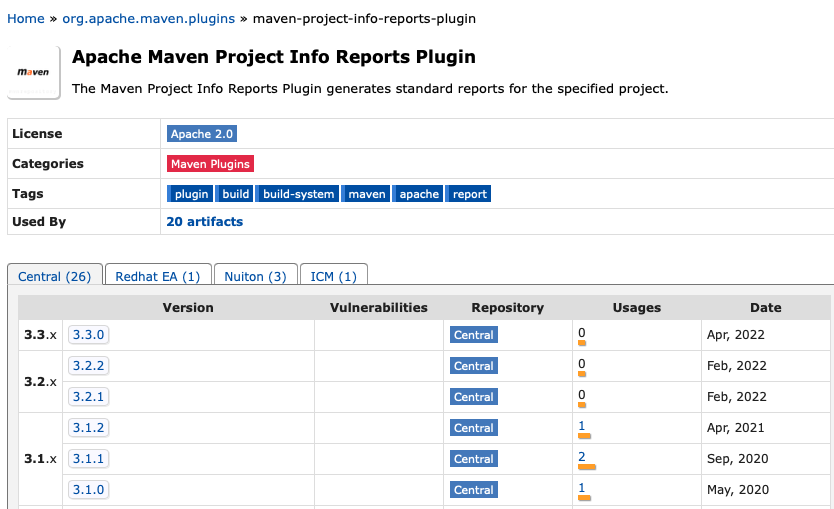 Home » org.apache.maven.plugins » maven-project-info-reports-plugin
maven
Apache Maven Project Info Reports Plugin
The Maven Project Info Reports Plugin generates standard reports for the specified project.
License Apache 2.0
Categories Maven Plugins
Tags plugin build build-system maven apache report
Used By 20 artifacts
Central (26) Redhat EA (1) Nuiton (3) ICM (1)
Version Vulnerabilities Repository Usages Date
3.3.x 3.3.0 Central 0 Apr, 2022
3.2.x 3.2.2 Central 0 Feb, 2022
3.2.1 Central 0 Feb, 2022
3.1.x 3.1.2 Central 1 Apr, 2021
3.1.1 Central 2 Sep, 2020
3.1.0 Central 1 May, 2020